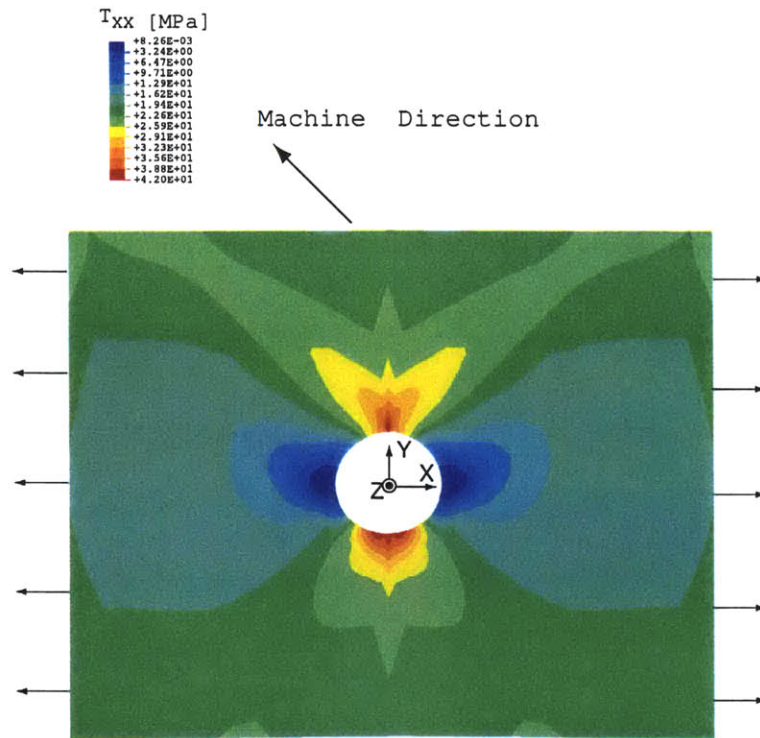 Txx [MPa]
+8.26E-03
+3.24E+00
+6.47E+00
+9.71E+00
+1.29E+01
+1.62E+01
+1.94E+01
+2.26E+01
+2.59E+01
+2.91E+01
+3.23E+01
+3.56E+01
+3.88E+01
+4.20E+01
Machine Direction
Y
X
Z